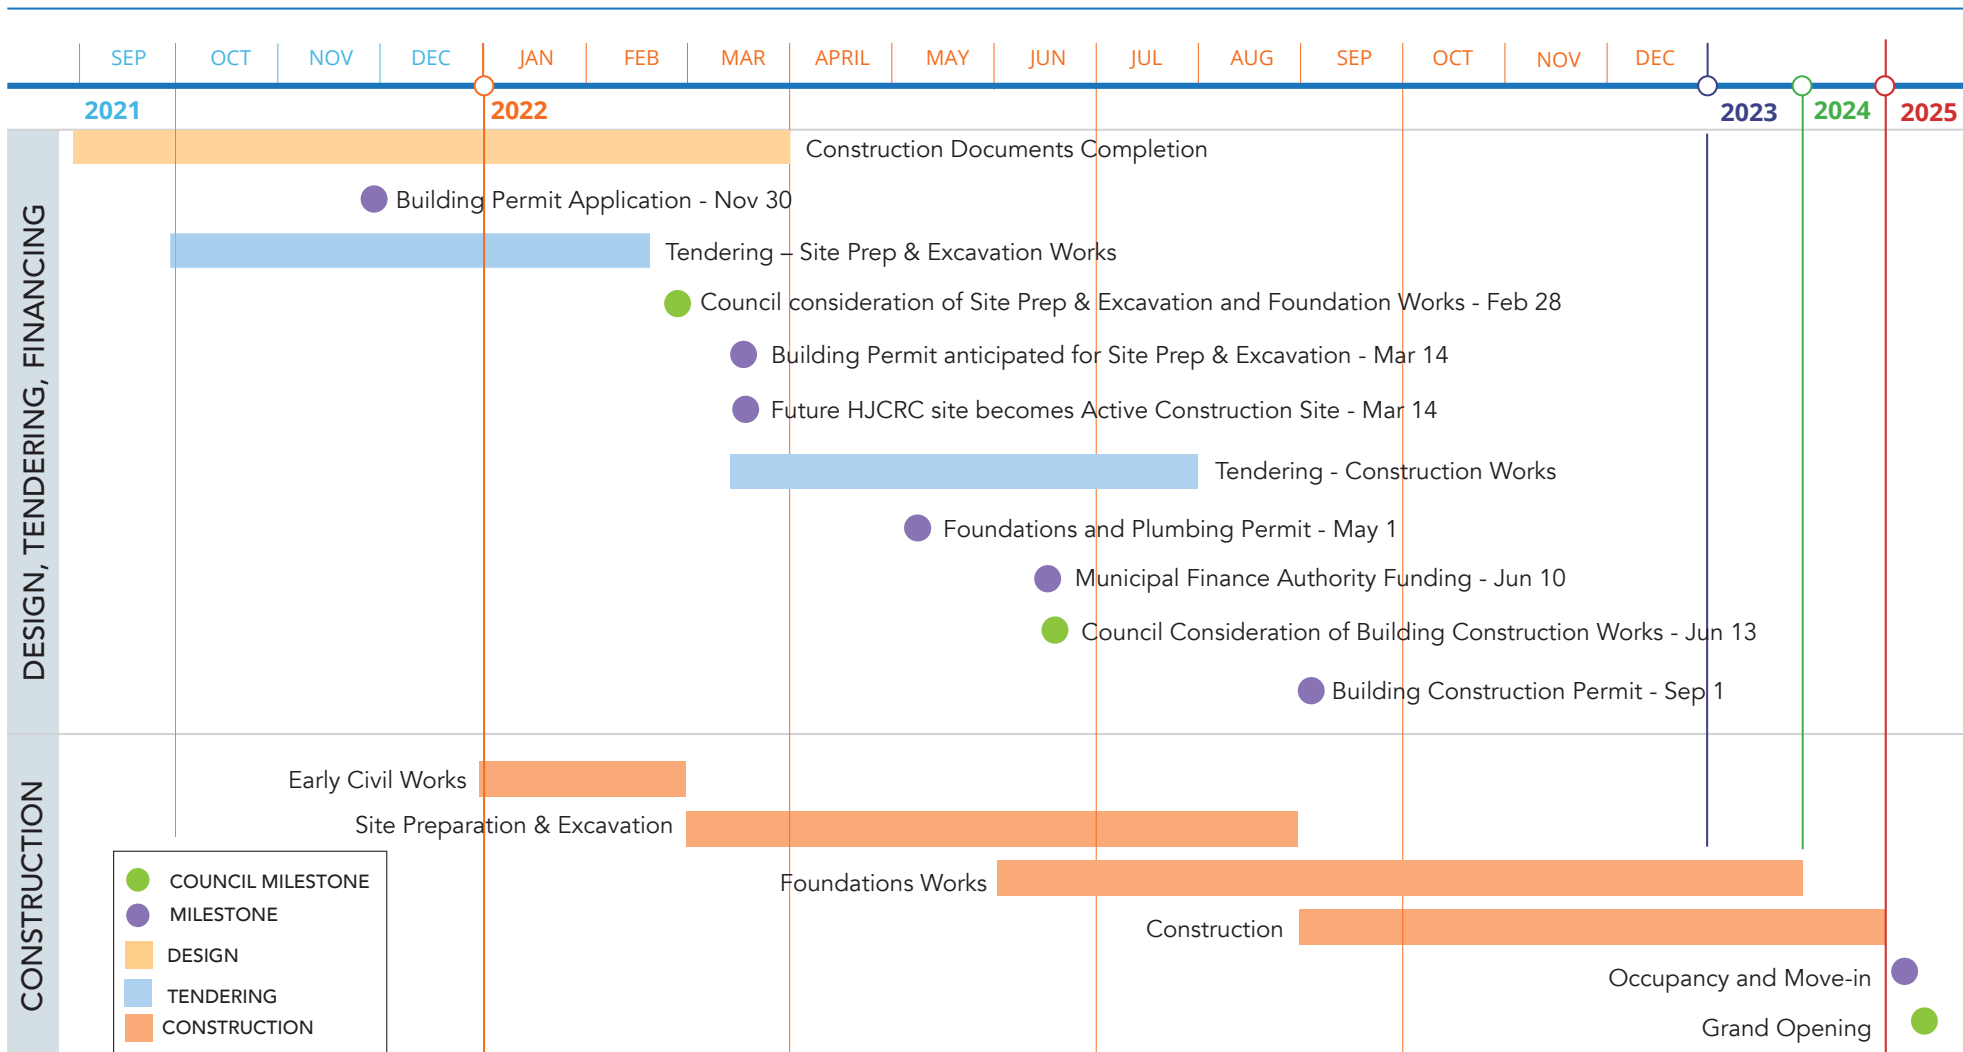 SEP OCT NOV DEC JAN FEB MAR APRIL MAY JUN JUL AUG SEP OCT NOV DEC
2021 2022 2023 2024 2025
DESIGN, TENDERING, FINANCING
Construction Documents Completion
Building Permit Application - Nov 30
Tendering – Site Prep & Excavation Works
Council consideration of Site Prep & Excavation and Foundation Works - Feb 28
Building Permit anticipated for Site Prep & Excavation - Mar 14
Future HJCRC site becomes Active Construction Site - Mar 14
Tendering - Construction Works
Foundations and Plumbing Permit - May 1
Municipal Finance Authority Funding - Jun 10
Council Consideration of Building Construction Works - Jun 13
Building Construction Permit - Sep 1
CONSTRUCTION
Early Civil Works
Site Preparation & Excavation
Foundations Works
Construction
Occupancy and Move-in
Grand Opening
COUNCIL MILESTONE
MILESTONE
DESIGN
TENDERING
CONSTRUCTION